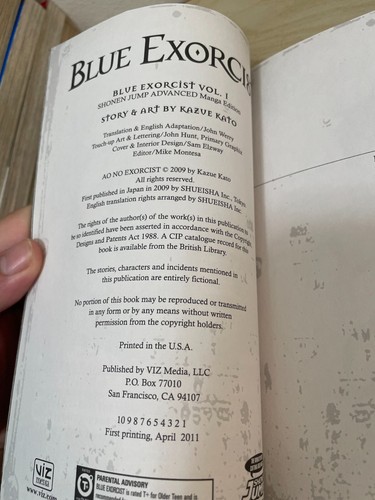 BLUE EXORCI
BLUE EXORCIST VOL. 1
SHONEN JUMP ADVANCED Manga Edition
STORY & ART BY KAZUE KATO
Translation & English Adaptation/John Werry
Touch-up Art & Lettering/John Hunt, Primary Graphix
Cover & Interior Design/Sam Elzway
Editor/Mike Montesa
AO NO EXORCIST © 2009 by Kazue Kato
All rights reserved.
First published in Japan in 2009 by SHUEISHA Inc., Tokyo.
English translation rights arranged by SHUEISHA Inc.
The rights of the author(s) of the work(s) in this publication to
be so identified have been asserted in accordance with the Copyright,
Designs and Patents Act 1988. A CIP catalogue record for this
book is available from the British Library.
The stories, characters and incidents mentioned in
this publication are entirely fictional.
No portion of this book may be reproduced or transmitted
in any form or by any means without written
permission from the copyright holders.
Printed in the U.S.A.
Published by VIZ Media, LLC
P.O. Box 77010
San Francisco, CA 94107
10 9 8 7 6 5 4 3 2 1
First printing, April 2011
VIZ
MEDIA
www.viz.com
T+
PARENTAL ADVISORY
BLUE EXORCIST is rated T+ for Older Teen and is